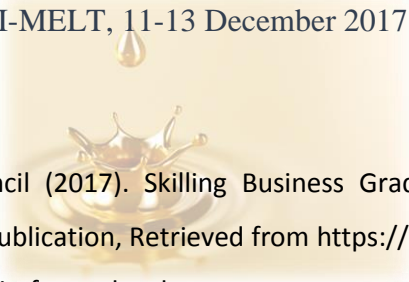 I-MELT, 11-13 December 2017
ncil (2017). Skilling Business Grad
ublication, Retrieved from https://